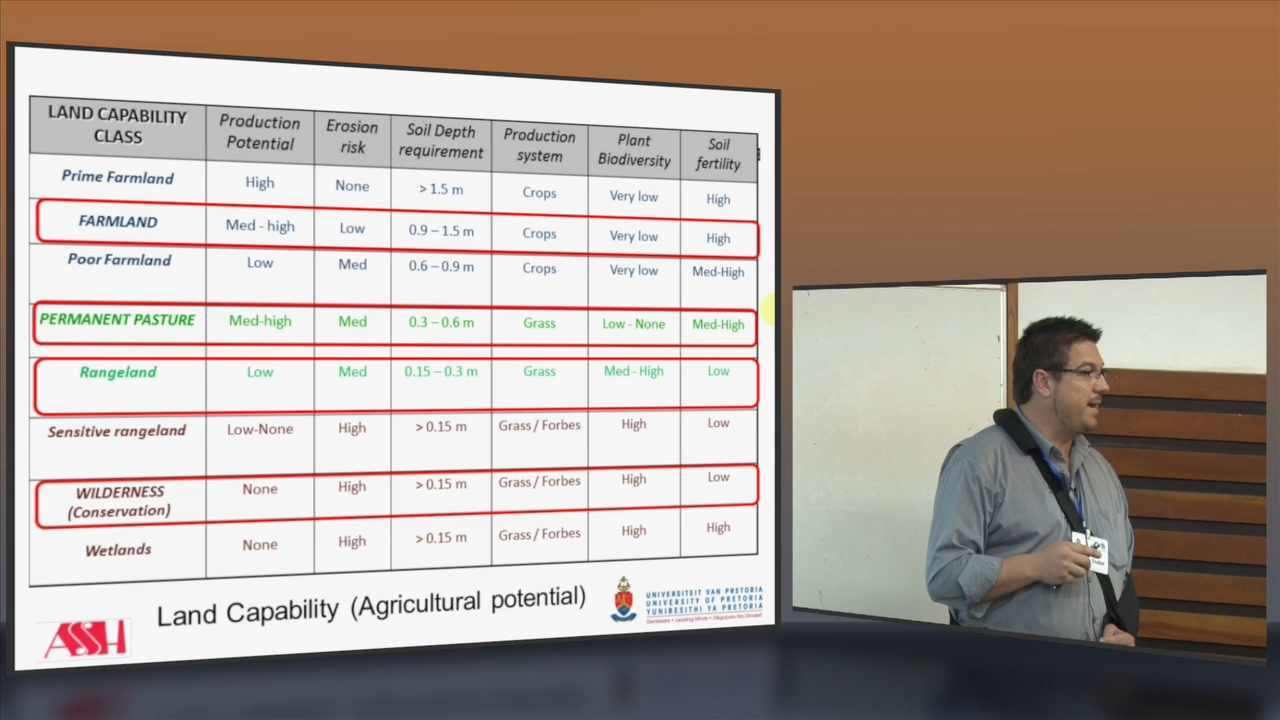 LAND CAPABILITY CLASS Production Potential Erosion risk Soil Depth requirement Production system Plant Biodiversity Soil fertility
Prime Farmland High None > 1.5 m Crops Very low High
FARMLAND Med - high Low 0.9 – 1.5 m Crops Very low High
Poor Farmland Low Med 0.6 – 0.9 m Crops Very low Med-High
PERMANENT PASTURE Med-high Med 0.3 – 0.6 m Grass Low - None Med-High
Rangeland Low Med 0.15 – 0.3 m Grass Med - High Low
Sensitive rangeland Low-None High > 0.15 m Grass / Forbes High Low
WILDERNESS (Conservation) None High > 0.15 m Grass / Forbes High Low
Wetlands None High > 0.15 m Grass / Forbes High High
Land Capability (Agricultural potential)
ASSH
UNIVERSITEIT VAN PRETORIA
UNIVERSITY OF PRETORIA
YUNIBESITHI YA PRETORIA